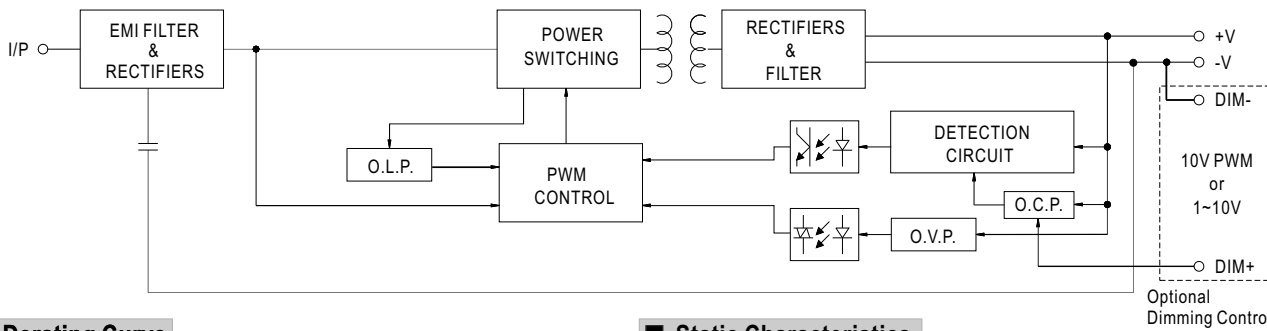 I/P
EMI FILTER
&
RECTIFIERS
POWER
SWITCHING
RECTIFIERS
&
FILTER
+V
-V
DIM-
O.L.P.
PWM
CONTROL
DETECTION
CIRCUIT
O.C.P.
O.V.P.
10V PWM
or
1~10V
DIM+
Optional
Dimming Contro
Derating Curve
Static Characteristics